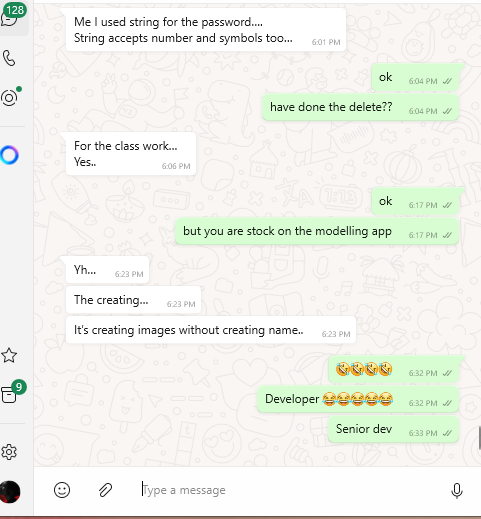 128
Me I used string for the password....
String accepts number and symbols too...
6:01 PM
ok
6:04 PM
have done the delete??
6:04 PM
For the class work...
Yes..
6:06 PM
ok
6:17 PM
but you are stock on the modelling app
6:17 PM
Yh...
6:23 PM
The creating...
6:23 PM
It's creating images without creating name..
6:23 PM
🤣🤣🤣🤣
6:32 PM
Developer 😂😂😂😂😂
6:32 PM
Senior dev
6:33 PM
9
Type a message